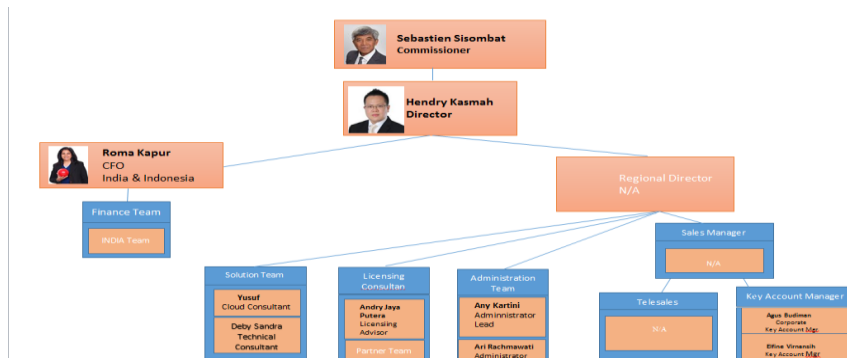 Sebastien Sisombat
Commissioner
Hendry Kasmah
Director
Roma Kapur
CFO
India & Indonesia
Regional Director
N/A
Finance Team
INDIA Team
Sales Manager
N/A
Solution Team
Yusuf
Cloud Consultant
Deby Sandra
Technical
Consultant
Licensing
Consultan
Andry Jaya
Putera
Licensing
Advisor
Partner Team
Administration
Team
Any Kartini
Adminnistrator
Lead
Ari Rachmawati
Administrator
Telesales
N/A
Key Account Manager
Agus Budiman
Corporate
Key Account Mgr
Elfine Virnansih
Key Account Mgr